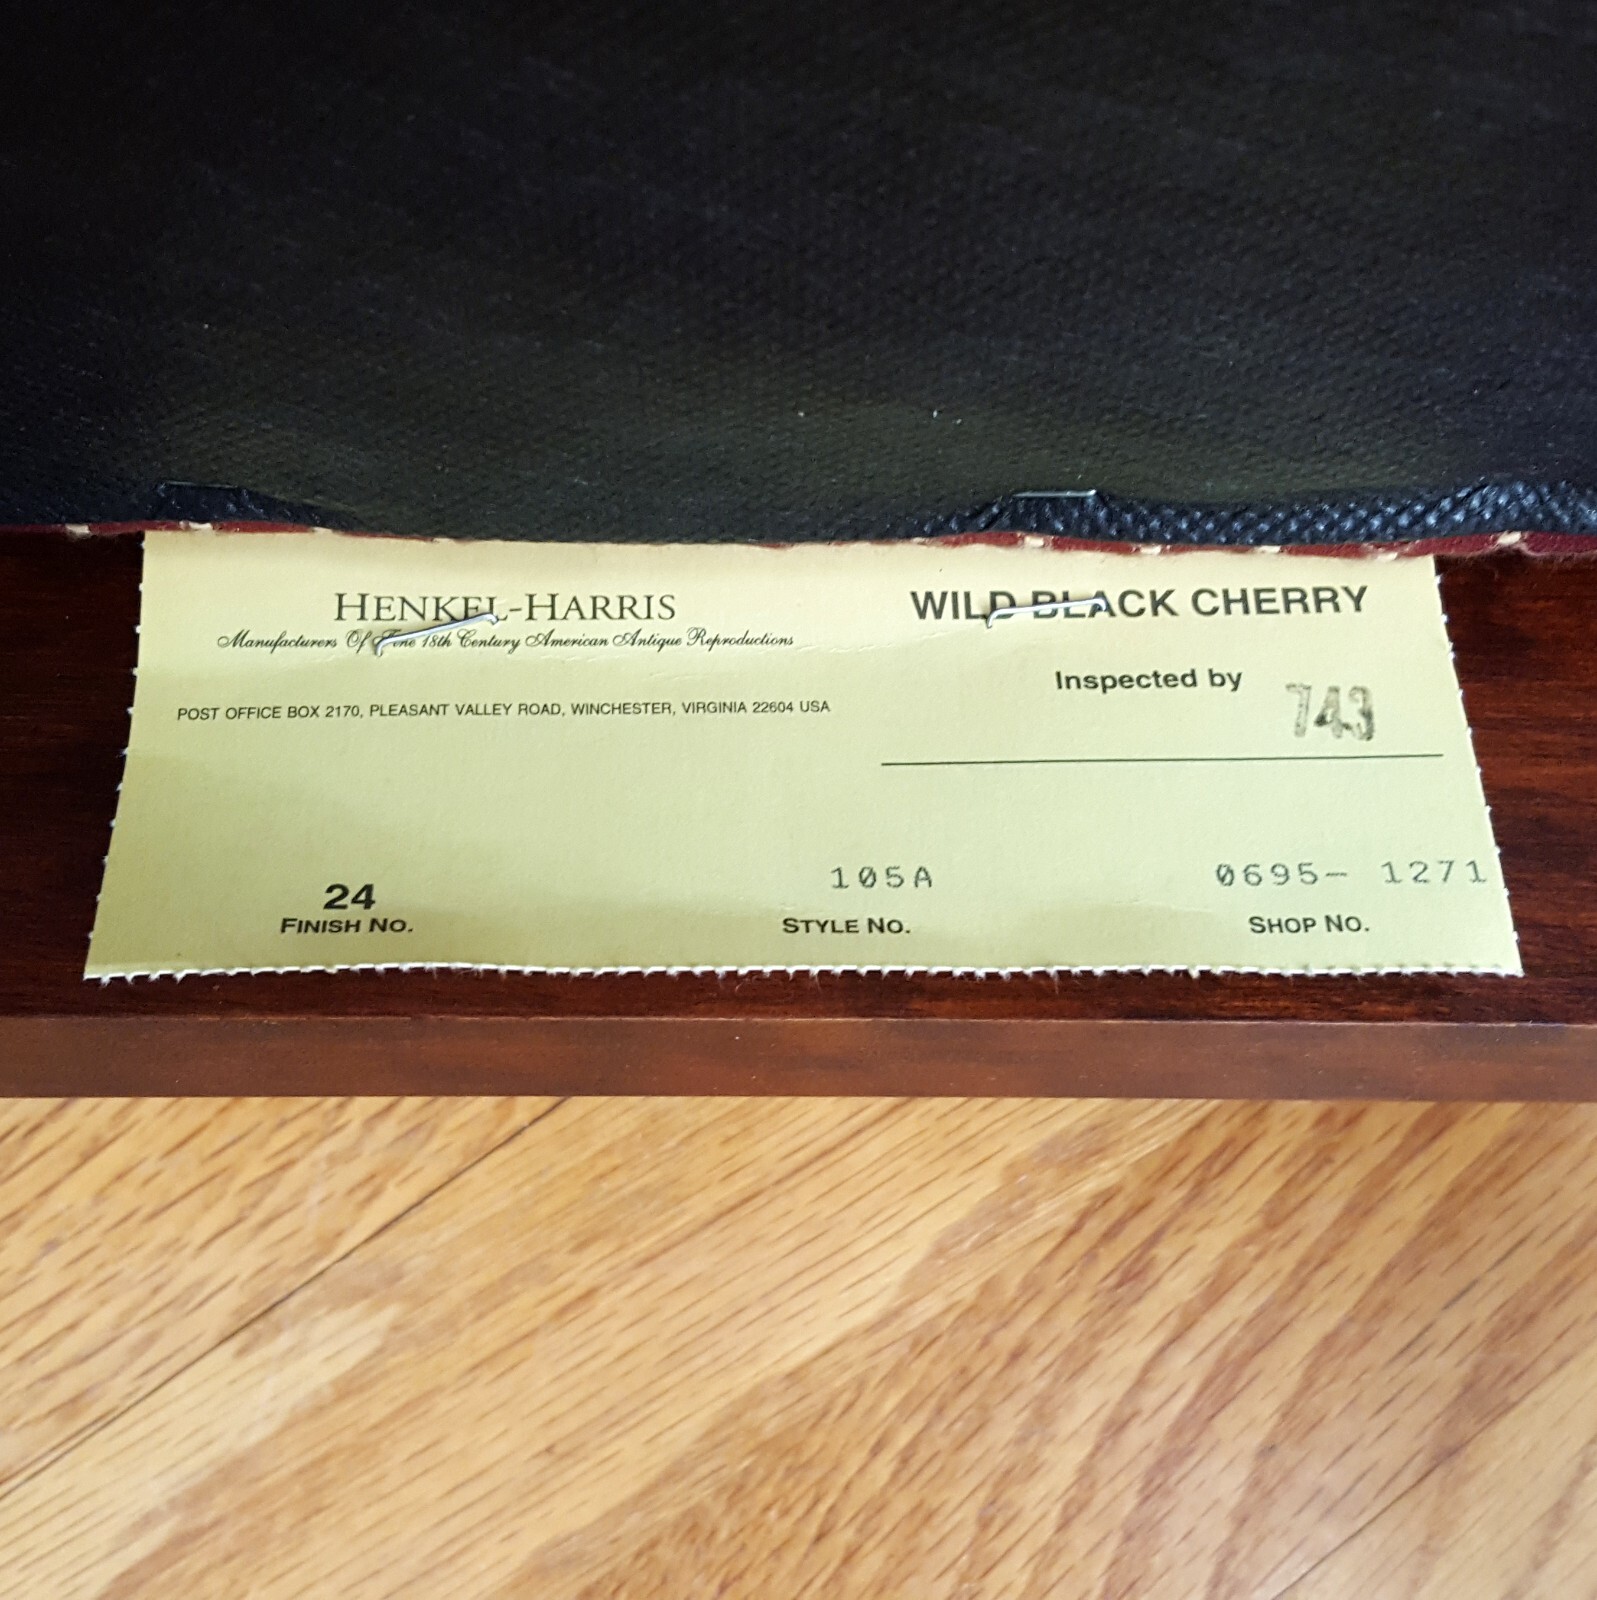 HENKEL-HARRIS
Manufacturers Of Fine 18th Century American Antique Reproductions
POST OFFICE BOX 2170, PLEASANT VALLEY ROAD, WINCHESTER, VIRGINIA 22604 USA
WILD BLACK CHERRY
Inspected by 743
24
FINISH NO.
105A
STYLE NO.
0695- 1271
SHOP NO.